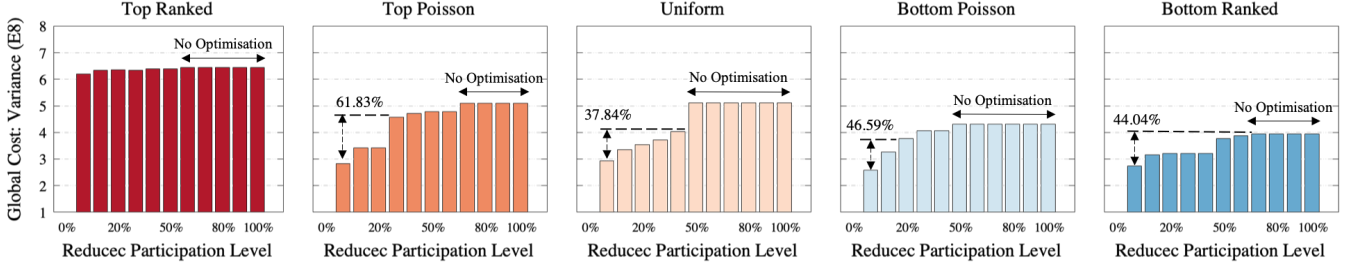 Top Ranked
Top Poisson
Uniform
Bottom Poisson
Bottom Ranked
Global Cost: Variance (E8)
8
7
6
5
4
3
2
1
No Optimisation
61.83%
No Optimisation
37.84%
No Optimisation
46.59%
No Optimisation
44.04%
No Optimisation
0% 20% 50% 80% 100%
0% 20% 50% 80% 100%
0% 20% 50% 80% 100%
0% 20% 50% 80% 100%
0% 20% 50% 80% 100%
Reducec Participation Level
Reducec Participation Level
Reducec Participation Level
Reducec Participation Level
Reducec Participation Level